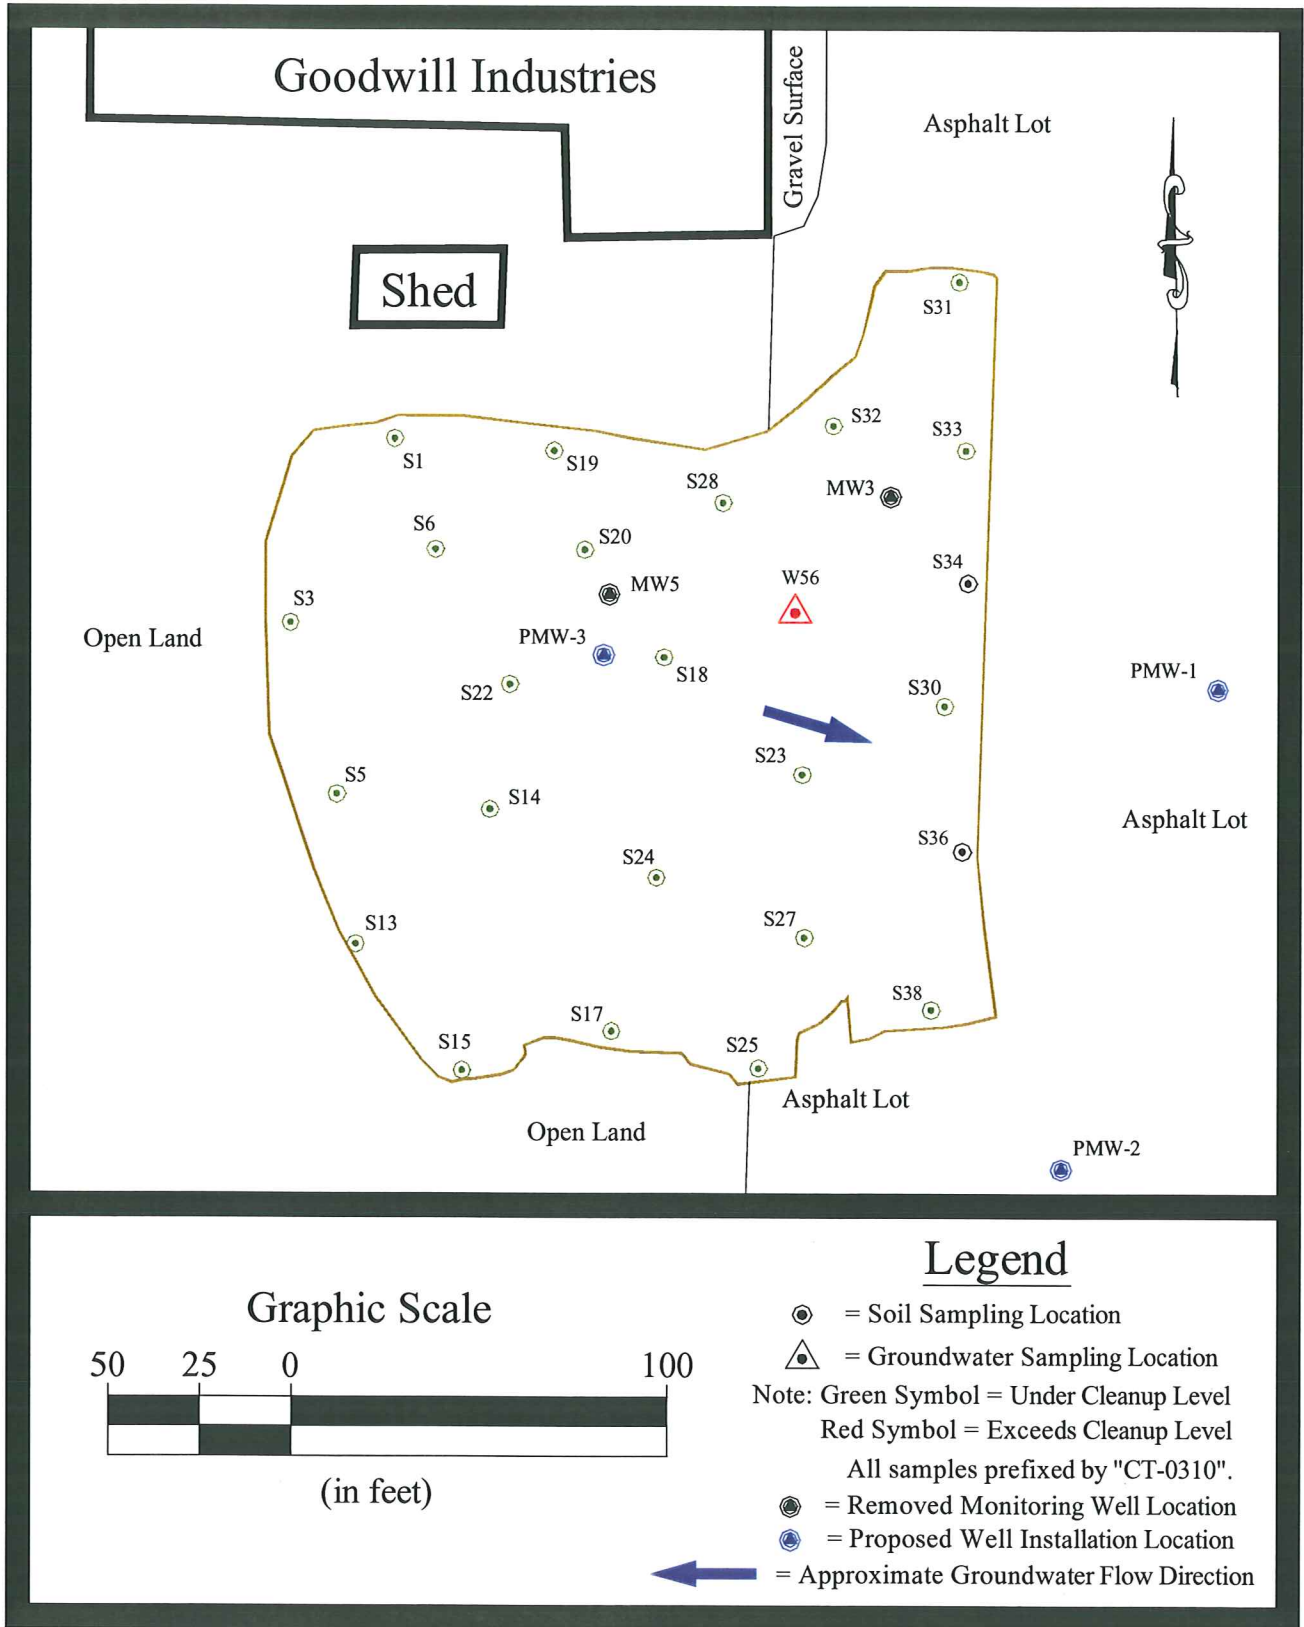 Goodwill Industries
Gravel Surface
Asphalt Lot
Shed
S31
S32
S33
S1
S19
S28
MW3
S6
S20
S34
MW5
W56
S3
Open Land
PMW-3
S18
S22
PMW-1
S30
S23
S5
S14
Asphalt Lot
S36
S24
S13
S27
S38
S17
S15
S25
Asphalt Lot
Open Land
PMW-2
Graphic Scale
50 25 0 100
(in feet)
Legend
= Soil Sampling Location
= Groundwater Sampling Location
Note: Green Symbol = Under Cleanup Level
Red Symbol = Exceeds Cleanup Level
All samples prefixed by "CT-0310".
= Removed Monitoring Well Location
= Proposed Well Installation Location
= Approximate Groundwater Flow Direction